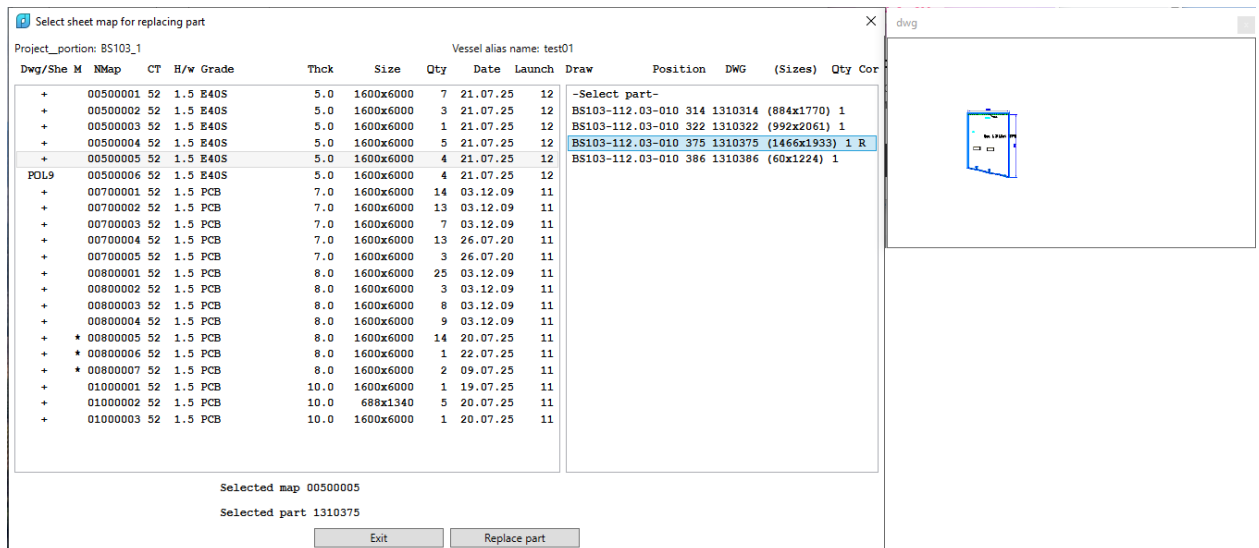 Select sheet map for replacing part
dwg
Project__portion: BS103_1 Vessel alias name: test01
Dwg/She M NMap CT H/w Grade Thck Size Qty Date Launch Draw Position DWG (Sizes) Qty Cor
+ 00500001 52 1.5 E40S 5.0 1600x6000 7 21.07.25 12 -Select part-
+ 00500002 52 1.5 E40S 5.0 1600x6000 3 21.07.25 12 BS103-112.03-010 314 1310314 (884x1770) 1
+ 00500003 52 1.5 E40S 5.0 1600x6000 1 21.07.25 12 BS103-112.03-010 322 1310322 (992x2061) 1
+ 00500004 52 1.5 E40S 5.0 1600x6000 5 21.07.25 12 BS103-112.03-010 375 1310375 (1466x1933) 1 R
+ 00500005 52 1.5 E40S 5.0 1600x6000 4 21.07.25 12 BS103-112.03-010 386 1310386 (60x1224) 1
POL9 00500006 52 1.5 E40S 5.0 1600x6000 4 21.07.25 12
+ 00700001 52 1.5 PCB 7.0 1600x6000 14 03.12.09 11
+ 00700002 52 1.5 PCB 7.0 1600x6000 13 03.12.09 11
+ 00700003 52 1.5 PCB 7.0 1600x6000 7 03.12.09 11
+ 00700004 52 1.5 PCB 7.0 1600x6000 13 26.07.20 11
+ 00700005 52 1.5 PCB 7.0 1600x6000 3 26.07.20 11
+ 00800001 52 1.5 PCB 8.0 1600x6000 25 03.12.09 11
+ 00800002 52 1.5 PCB 8.0 1600x6000 3 03.12.09 11
+ 00800003 52 1.5 PCB 8.0 1600x6000 8 03.12.09 11
+ 00800004 52 1.5 PCB 8.0 1600x6000 9 03.12.09 11
+ * 00800005 52 1.5 PCB 8.0 1600x6000 14 20.07.25 11
+ * 00800006 52 1.5 PCB 8.0 1600x6000 1 22.07.25 11
+ * 00800007 52 1.5 PCB 8.0 1600x6000 2 09.07.25 11
+ 01000001 52 1.5 PCB 10.0 1600x6000 1 19.07.25 11
+ 01000002 52 1.5 PCB 10.0 688x1340 5 20.07.25 11
+ 01000003 52 1.5 PCB 10.0 1600x6000 1 20.07.25 11
Selected map 00500005
Selected part 1310375
Exit Replace part